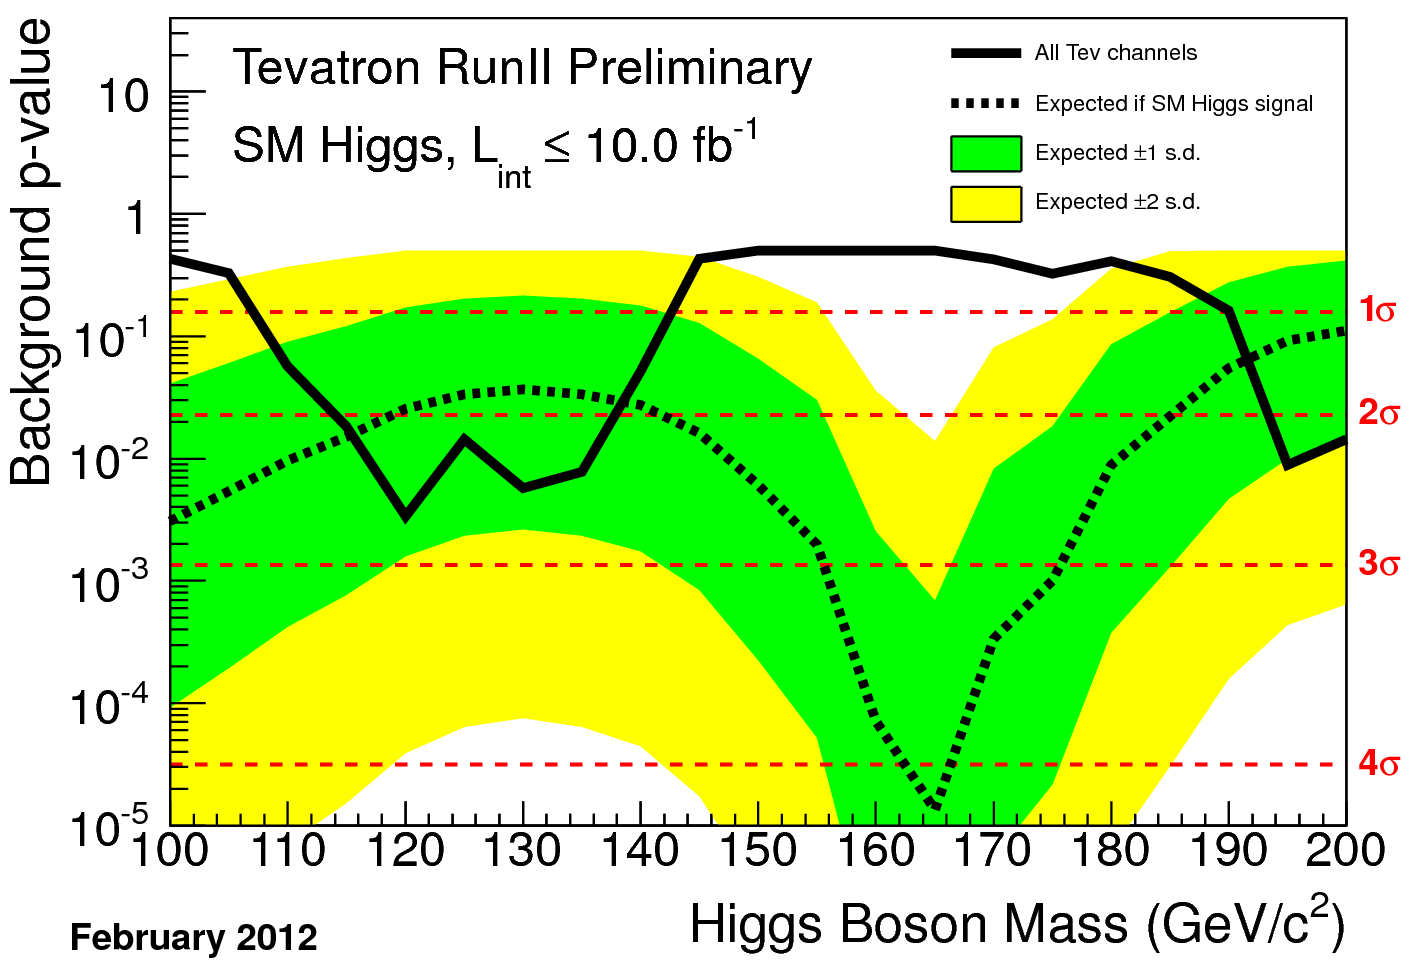 Background p-value
Tevatron RunII Preliminary
SM Higgs, L_int ≤ 10.0 fb^-1
All Tev channels
Expected if SM Higgs signal
Expected ±1 s.d.
Expected ±2 s.d.
10
1
10^-1
10^-2
10^-3
10^-4
10^-5
1σ
2σ
3σ
4σ
100 110 120 130 140 150 160 170 180 190 200
Higgs Boson Mass (GeV/c^2)
February 2012